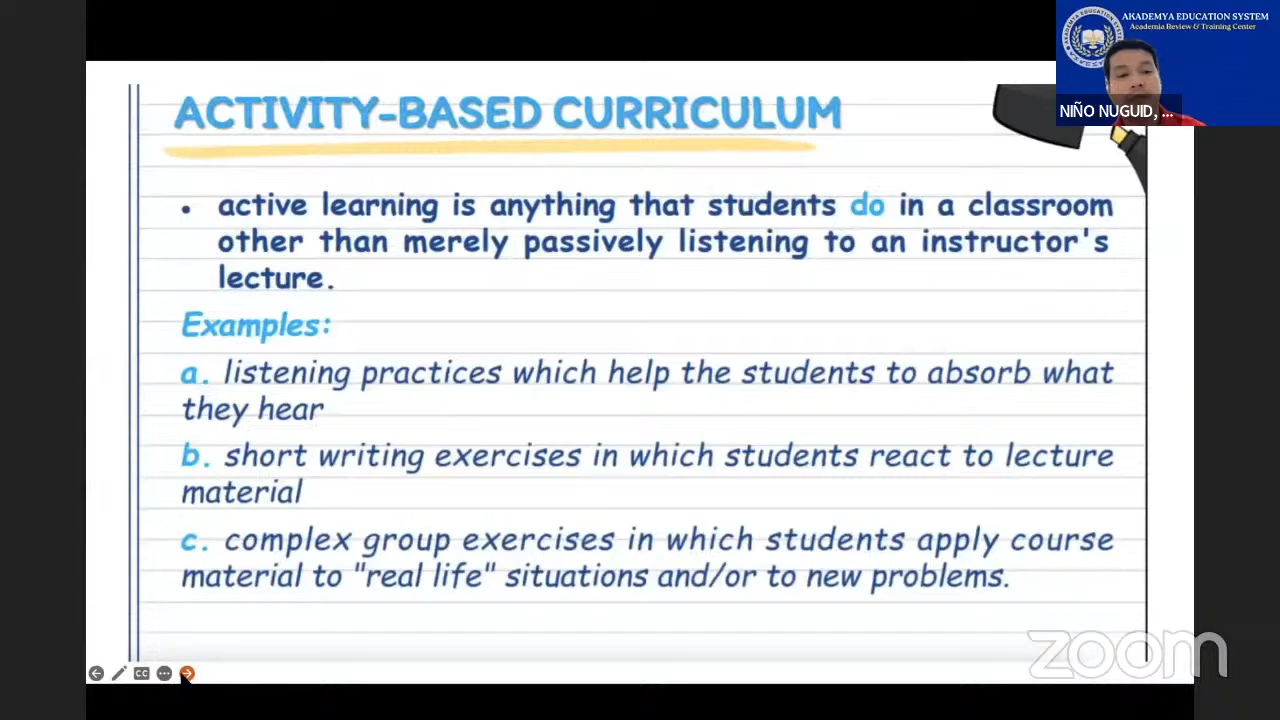 AKADEMYA EDUCATION SYSTEM
Academia Review & Training Center
NIÑO NUGUID, ...
ACTIVITY-BASED CURRICULUM
• active learning is anything that students do in a classroom
other than merely passively listening to an instructor's
lecture.
Examples:
a. listening practices which help the students to absorb what
they hear
b. short writing exercises in which students react to lecture
material
c. complex group exercises in which students apply course
material to "real life" situations and/or to new problems.
zoom
CC